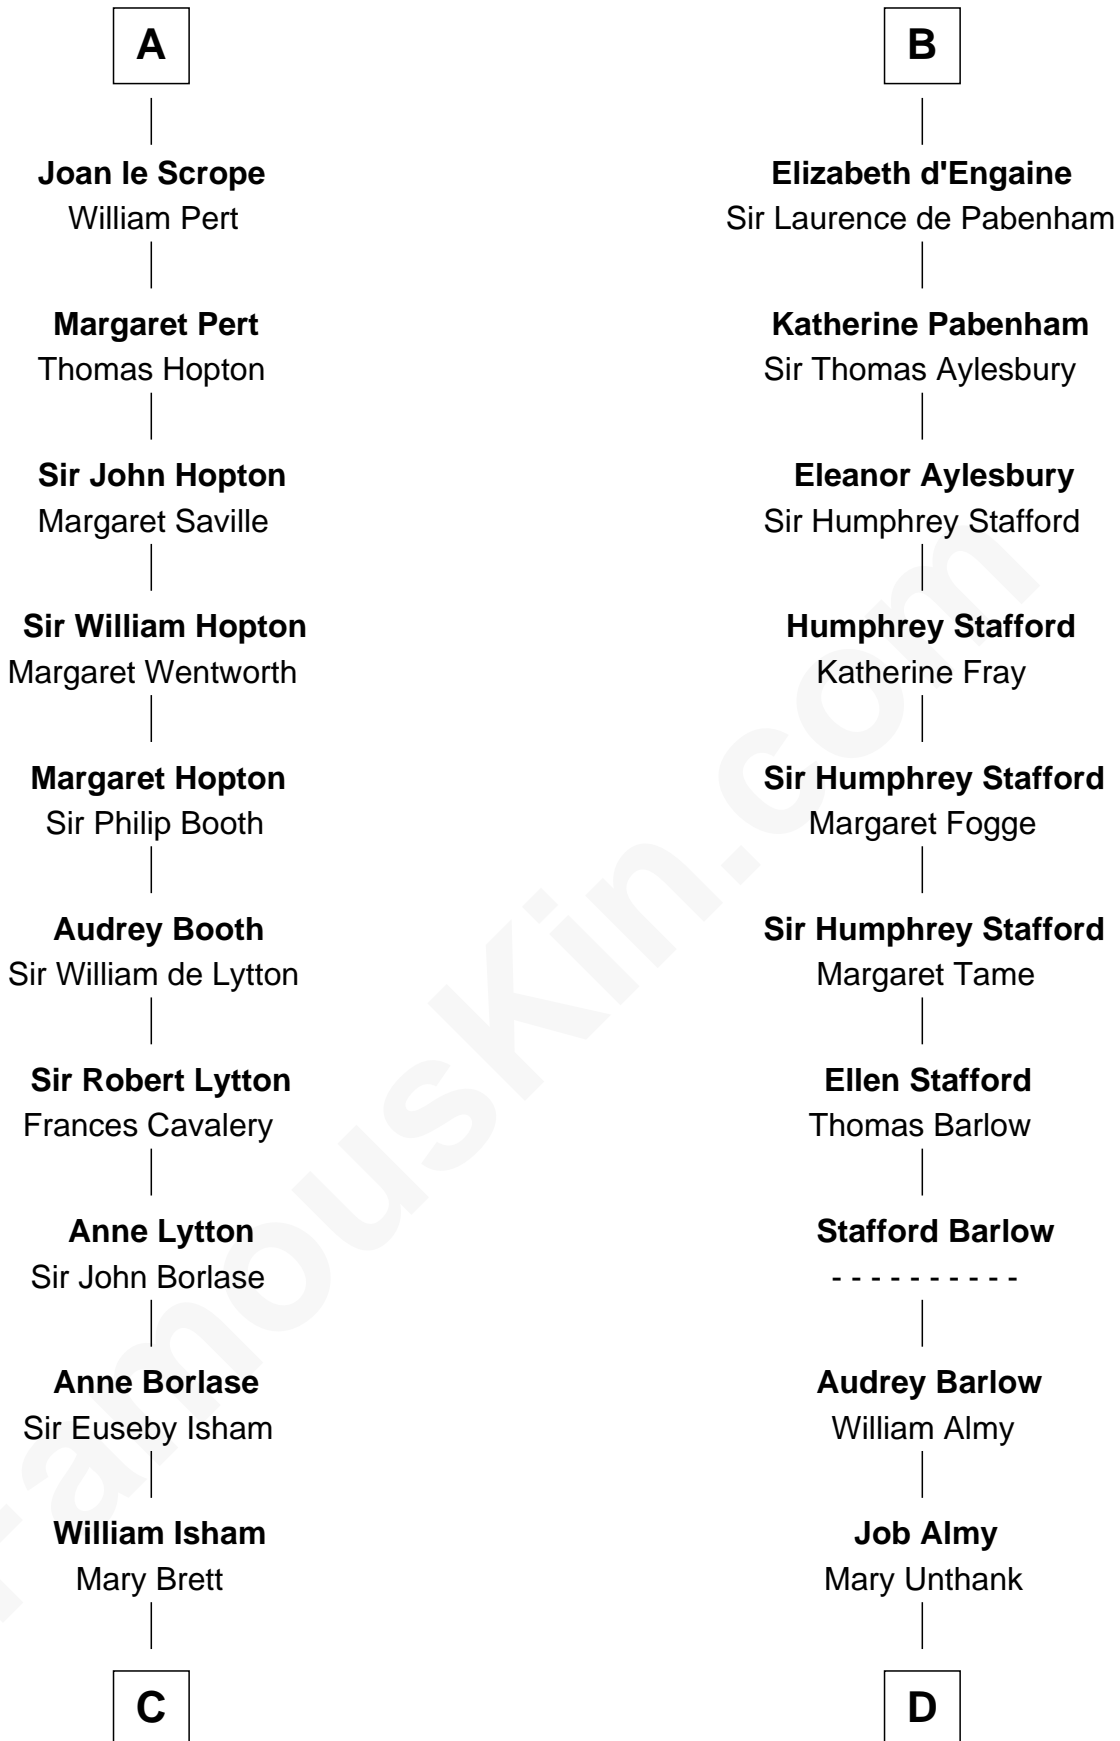 A
Joan le Scrope
William Pert
Margaret Pert
Thomas Hopton
Sir John Hopton
Margaret Saville
Sir William Hopton
Margaret Wentworth
Margaret Hopton
Sir Philip Booth
Audrey Booth
Sir William de Lytton
Sir Robert Lytton
Frances Cavalery
Anne Lytton
Sir John Borlase
Anne Borlase
Sir Euseby Isham
William Isham
Mary Brett
C
B
Elizabeth d'Engaine
Sir Laurence de Pabenham
Katherine Pabenham
Sir Thomas Aylesbury
Eleanor Aylesbury
Sir Humphrey Stafford
Humphrey Stafford
Katherine Fray
Sir Humphrey Stafford
Margaret Fogge
Sir Humphrey Stafford
Margaret Tame
Ellen Stafford
Thomas Barlow
Stafford Barlow
- - - - - - - - - -
Audrey Barlow
William Almy
Job Almy
Mary Unthank
D
FamousKin.com